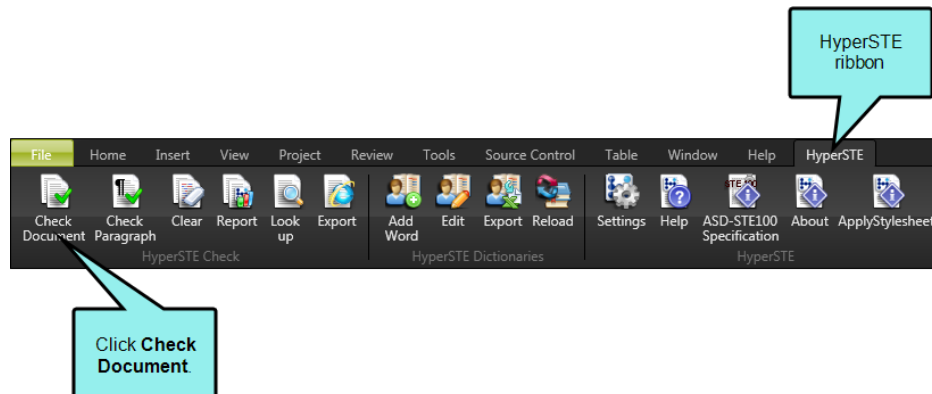 HyperSTE
ribbon
File Home Insert View Project Review Tools Source Control Table Window Help HyperSTE
Check Check Clear Report Look Export Add Edit Export Reload Settings Help ASD-STE100 About ApplyStylesheet
Document Paragraph up Word Specification
HyperSTE Check HyperSTE Dictionaries HyperSTE
Click Check
Document.